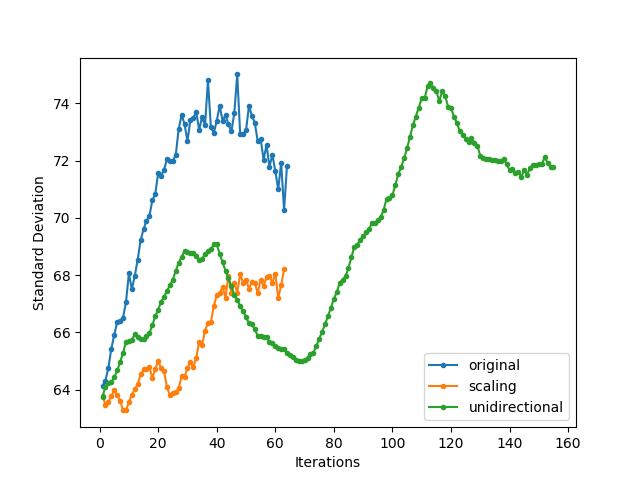 74
72
70
68
66
64
Standard Deviation
0 20 40 60 80 100 120 140 160
Iterations
original
scaling
unidirectional